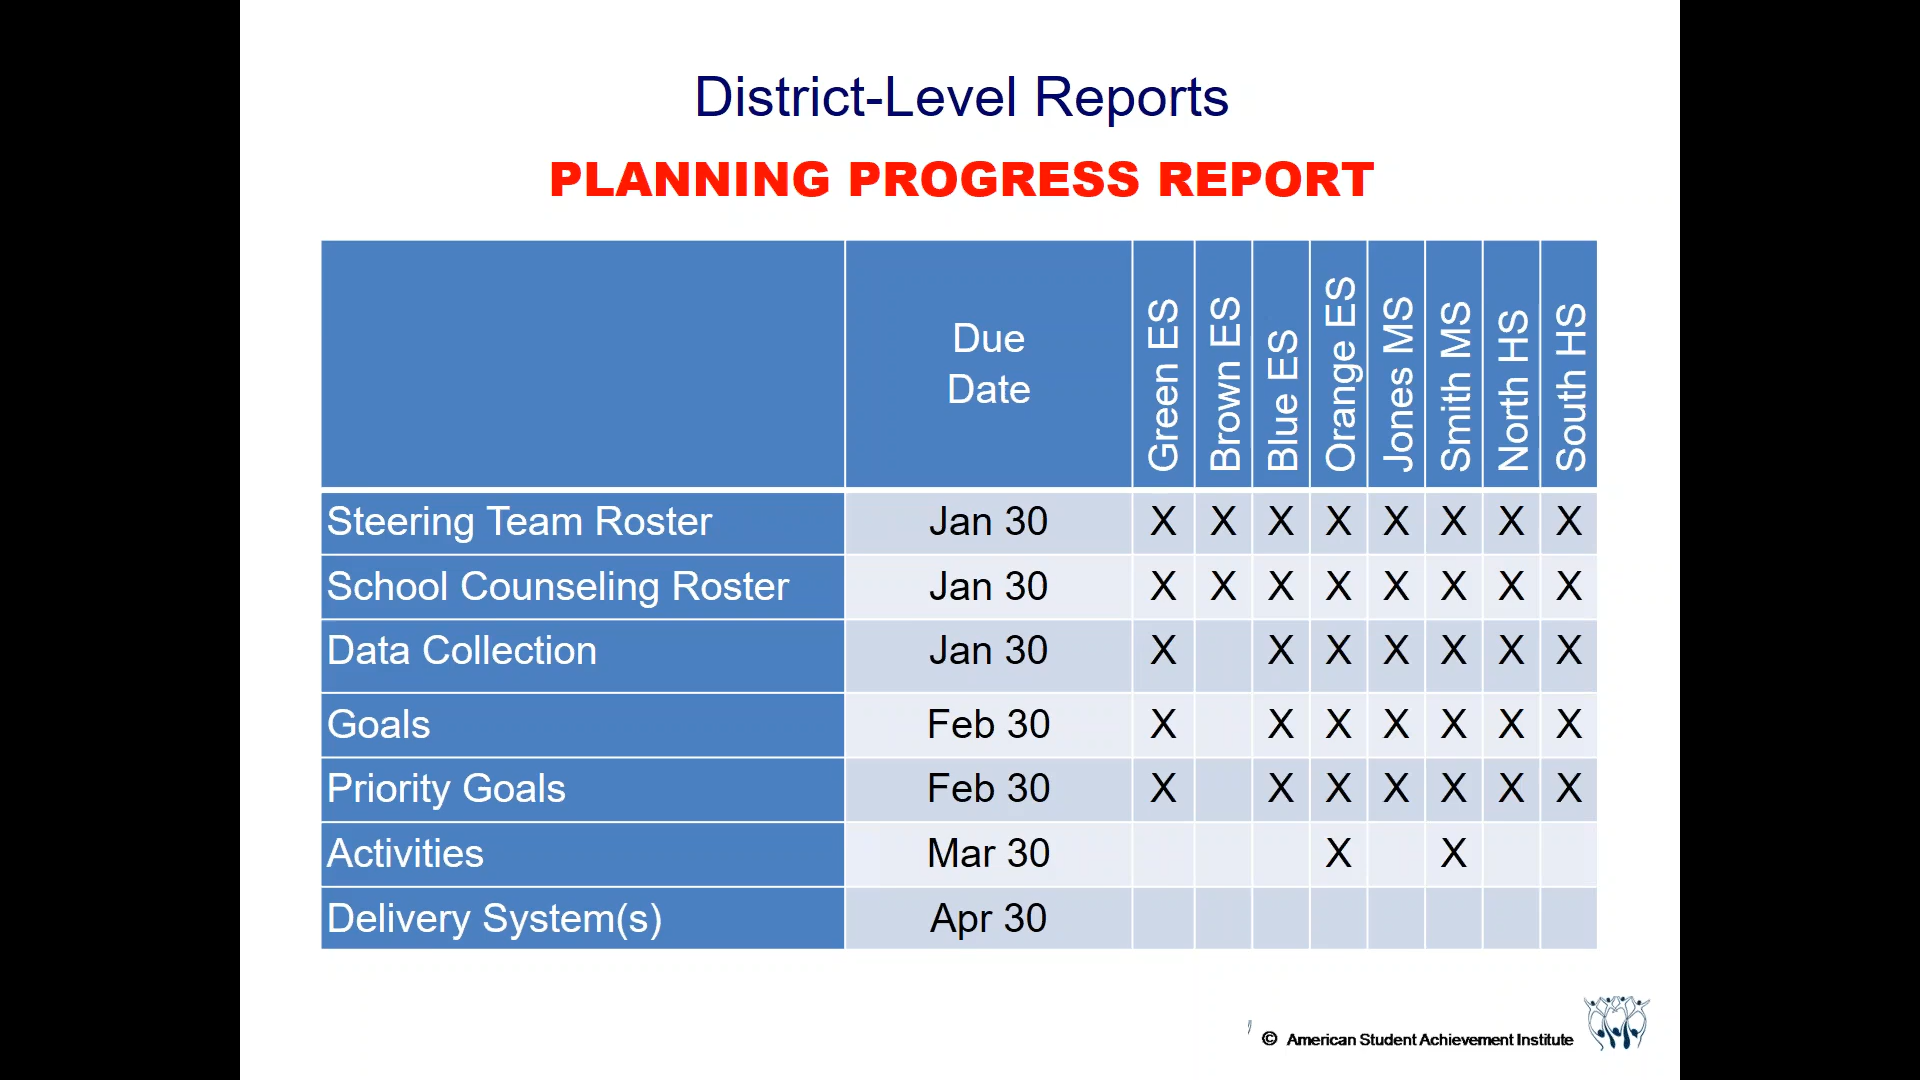 District-Level Reports
PLANNING PROGRESS REPORT
Due
Date
Green ES
Brown ES
Blue ES
Orange ES
Jones MS
Smith MS
North HS
South HS
Steering Team Roster Jan 30 X X X X X X X X
School Counseling Roster Jan 30 X X X X X X X X
Data Collection Jan 30 X X X X X X X
Goals Feb 30 X X X X X X X
Priority Goals Feb 30 X X X X X X X
Activities Mar 30 X X
Delivery System(s) Apr 30
© American Student Achievement Institute